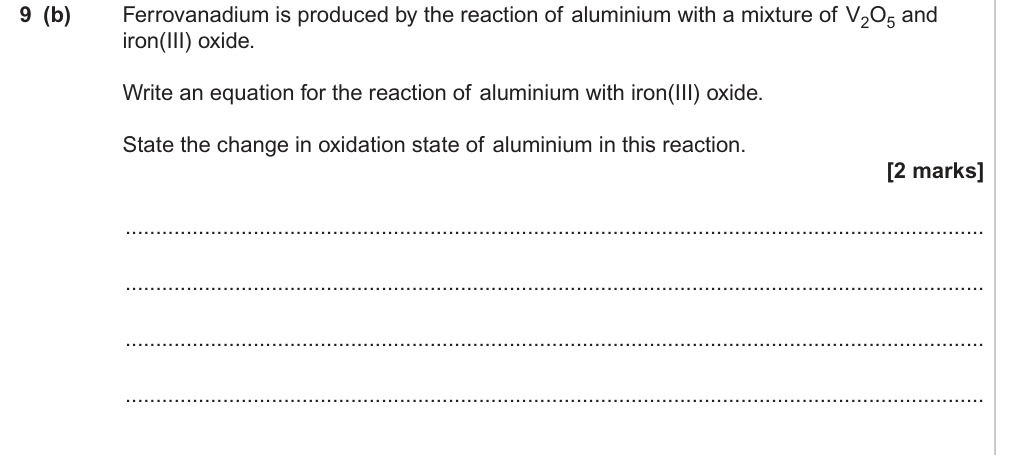 9 (b) Ferrovanadium is produced by the reaction of aluminium with a mixture of V₂O₅ and
iron(III) oxide.
Write an equation for the reaction of aluminium with iron(III) oxide.
State the change in oxidation state of aluminium in this reaction.
[2 marks]